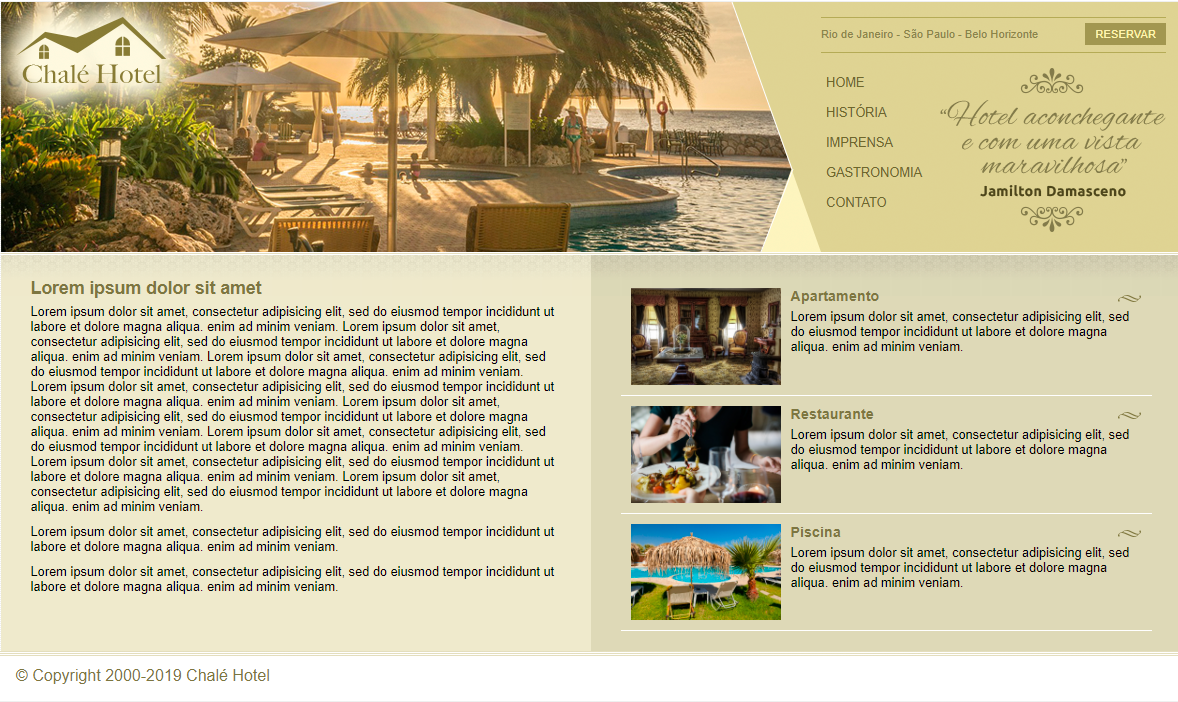 Chalé Hotel
Rio de Janeiro - São Paulo - Belo Horizonte
RESERVAR
HOME
HISTÓRIA
IMPRENSA
GASTRONOMIA
CONTATO
“Hotel aconchegante
e com uma vista
maravilhosa”
Jamilton Damasceno
Lorem ipsum dolor sit amet
Lorem ipsum dolor sit amet, consectetur adipisicing elit, sed do eiusmod tempor incididunt ut
labore et dolore magna aliqua. enim ad minim veniam. Lorem ipsum dolor sit amet,
consectetur adipisicing elit, sed do eiusmod tempor incididunt ut labore et dolore magna
aliqua. enim ad minim veniam. Lorem ipsum dolor sit amet, consectetur adipisicing elit, sed
do eiusmod tempor incididunt ut labore et dolore magna aliqua. enim ad minim veniam.
Lorem ipsum dolor sit amet, consectetur adipisicing elit, sed do eiusmod tempor incididunt ut
labore et dolore magna aliqua. enim ad minim veniam. Lorem ipsum dolor sit amet,
consectetur adipisicing elit, sed do eiusmod tempor incididunt ut labore et dolore magna
aliqua. enim ad minim veniam. Lorem ipsum dolor sit amet, consectetur adipisicing elit, sed
do eiusmod tempor incididunt ut labore et dolore magna aliqua. enim ad minim veniam.
Lorem ipsum dolor sit amet, consectetur adipisicing elit, sed do eiusmod tempor incididunt ut
labore et dolore magna aliqua. enim ad minim veniam. Lorem ipsum dolor sit amet,
consectetur adipisicing elit, sed do eiusmod tempor incididunt ut labore et dolore magna
aliqua. enim ad minim veniam.
Lorem ipsum dolor sit amet, consectetur adipisicing elit, sed do eiusmod tempor incididunt ut
labore et dolore magna aliqua. enim ad minim veniam.
Lorem ipsum dolor sit amet, consectetur adipisicing elit, sed do eiusmod tempor incididunt ut
labore et dolore magna aliqua. enim ad minim veniam.
Apartamento
Lorem ipsum dolor sit amet, consectetur adipisicing elit, sed
do eiusmod tempor incididunt ut labore et dolore magna
aliqua. enim ad minim veniam.
Restaurante
Lorem ipsum dolor sit amet, consectetur adipisicing elit, sed
do eiusmod tempor incididunt ut labore et dolore magna
aliqua. enim ad minim veniam.
Piscina
Lorem ipsum dolor sit amet, consectetur adipisicing elit, sed
do eiusmod tempor incididunt ut labore et dolore magna
aliqua. enim ad minim veniam.
© Copyright 2000-2019 Chalé Hotel